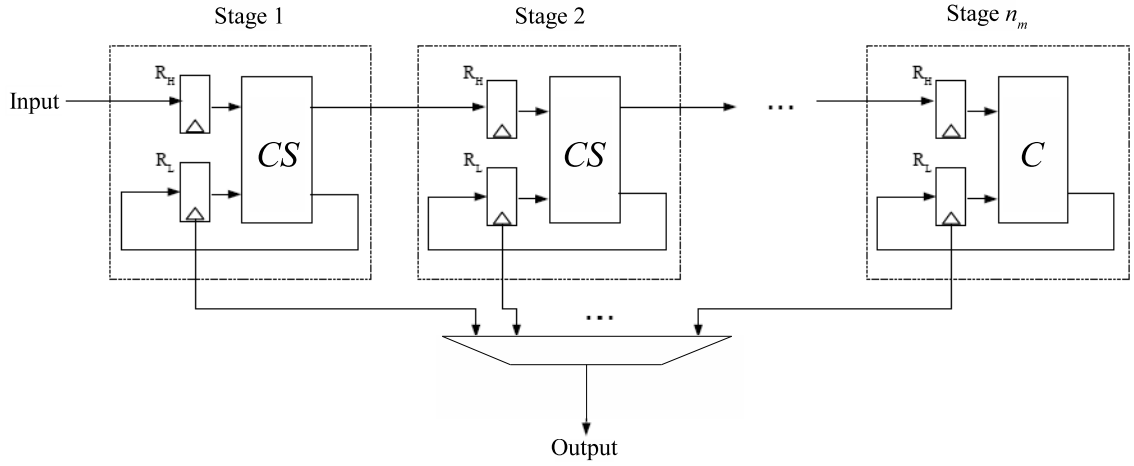 Stage 1
Stage 2
Stage n_m
R_H
R_H
R_H
Input
CS
CS
...
C
R_L
R_L
R_L
...
Output